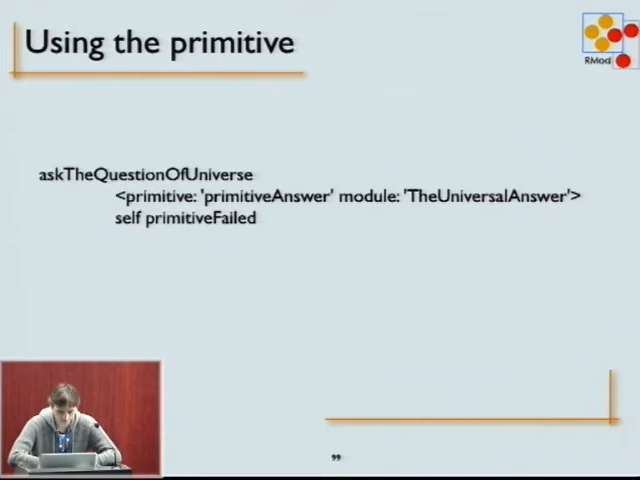 Using the primitive
RMod
askTheQuestionOfUniverse
<primitive: 'primitiveAnswer' module: 'TheUniversalAnswer'>
self primitiveFailed
”